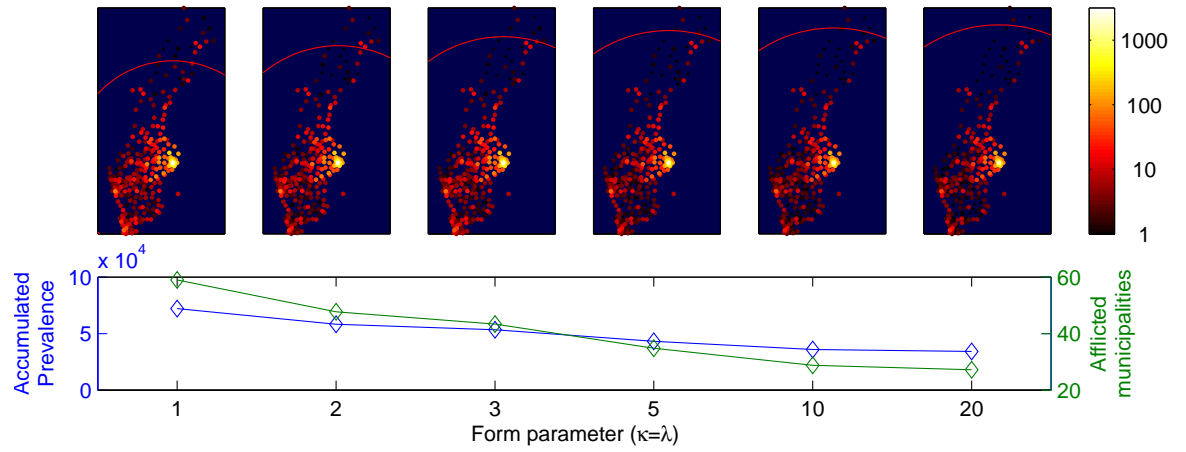 1000
100
10
1
x 10^4
10
5
0
Accumulated
Prevalence
60
40
20
Afflicted
municipalities
1 2 3 5 10 20
Form parameter (κ=λ)